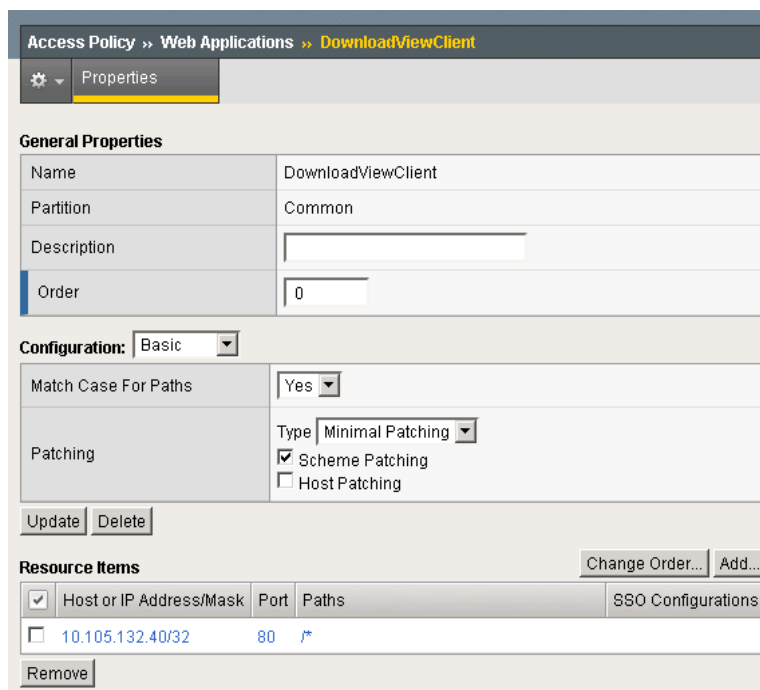 Access Policy » Web Applications » DownloadViewClient
Properties
General Properties
Name DownloadViewClient
Partition Common
Description
Order 0
Configuration: Basic
Match Case For Paths Yes
Patching Type Minimal Patching
Scheme Patching
Host Patching
Update Delete
Resource Items Change Order... Add...
Host or IP Address/Mask Port Paths SSO Configurations
10.105.132.40/32 80 /*
Remove